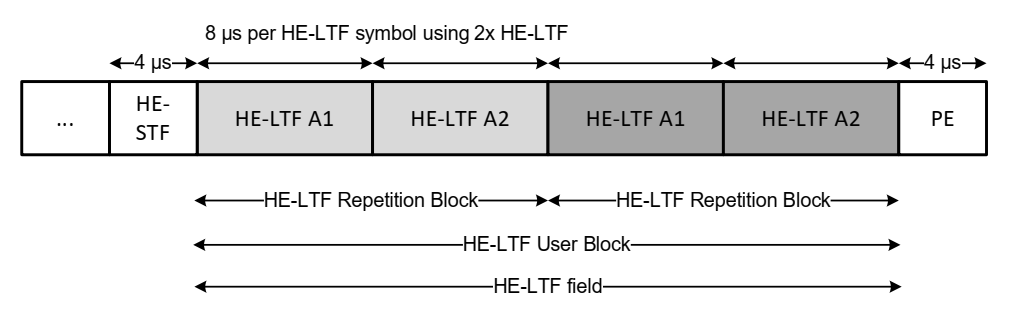 8 µs per HE-LTF symbol using 2x HE-LTF
4 µs 4 µs
... HE-STF HE-LTF A1 HE-LTF A2 HE-LTF A1 HE-LTF A2 PE
HE-LTF Repetition Block HE-LTF Repetition Block
HE-LTF User Block
HE-LTF field